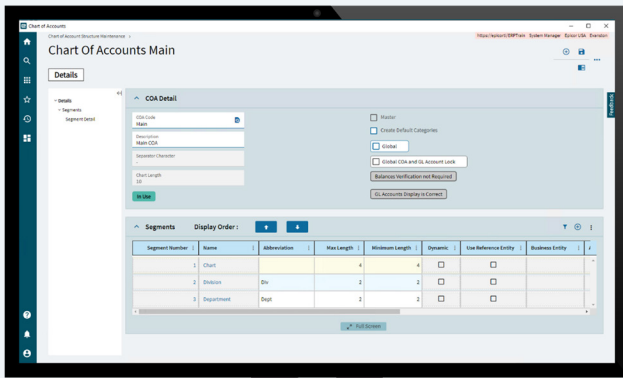 Chart of Accounts
Chart of Account Structure Maintenance
https://epicor0/ERPTrain System Manager Epicor USA Evanston
Chart Of Accounts Main
Details
Details
Segments
Segment Detail
Feedback
COA Detail
COA Code
Main
Description
Main COA
Separator Character
-
Chart Length
10
In Use
Master
Create Default Categories
Global
Global COA and GL Account Lock
Balances Verification not Required
GL Accounts Display is Correct
Segments Display Order :
Segment Number Name Abbreviation Max Length Minimum Length Dynamic Use Reference Entity Business Entity
1 Chart 4 4
2 Division Div 2 2
3 Department Dept 2 2
Full Screen